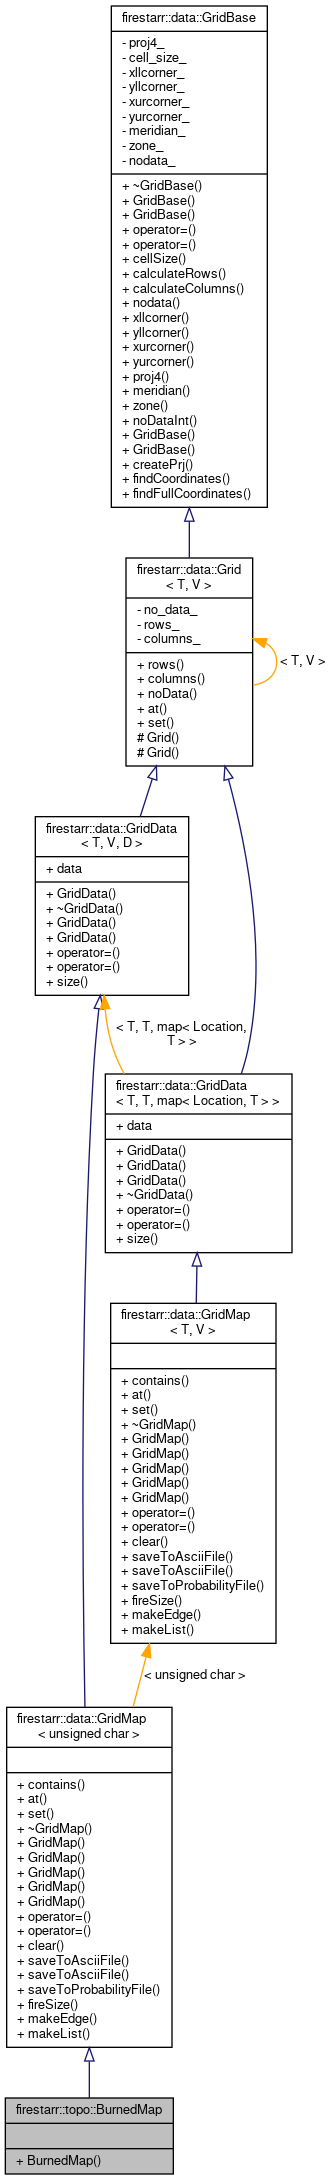 firestarr::data::GridBase
- proj4_
- cell_size_
- xllcorner_
- yllcorner_
- xurcorner_
- yurcorner_
- meridian_
- zone_
- nodata_
+ ~GridBase()
+ GridBase()
+ GridBase()
+ operator=()
+ operator=()
+ cellSize()
+ calculateRows()
+ calculateColumns()
+ nodata()
+ xllcorner()
+ yllcorner()
+ xurcorner()
+ yurcorner()
+ proj4()
+ meridian()
+ zone()
+ noDataInt()
+ GridBase()
+ GridBase()
+ createPrj()
+ findCoordinates()
+ findFullCoordinates()
firestarr::data::Grid
< T, V >
- no_data_
- rows_
- columns_
+ rows()
+ columns()
+ noData()
+ at()
+ set()
# Grid()
# Grid()
< T, V >
firestarr::data::GridData
< T, V, D >
+ data
+ GridData()
+ ~GridData()
+ GridData()
+ GridData()
+ operator=()
+ operator=()
+ size()
< T, T, map< Location,
T > >
firestarr::data::GridData
< T, T, map< Location, T > >
+ data
+ GridData()
+ GridData()
+ GridData()
+ ~GridData()
+ operator=()
+ operator=()
+ size()
firestarr::data::GridMap
< T, V >
+ contains()
+ at()
+ set()
+ ~GridMap()
+ GridMap()
+ GridMap()
+ GridMap()
+ GridMap()
+ GridMap()
+ operator=()
+ operator=()
+ clear()
+ saveToAsciiFile()
+ saveToAsciiFile()
+ saveToProbabilityFile()
+ fireSize()
+ makeEdge()
+ makeList()
< unsigned char >
firestarr::data::GridMap
< unsigned char >
+ contains()
+ at()
+ set()
+ ~GridMap()
+ GridMap()
+ GridMap()
+ GridMap()
+ GridMap()
+ GridMap()
+ operator=()
+ operator=()
+ clear()
+ saveToAsciiFile()
+ saveToAsciiFile()
+ saveToProbabilityFile()
+ fireSize()
+ makeEdge()
+ makeList()
firestarr::topo::BurnedMap
+ BurnedMap()